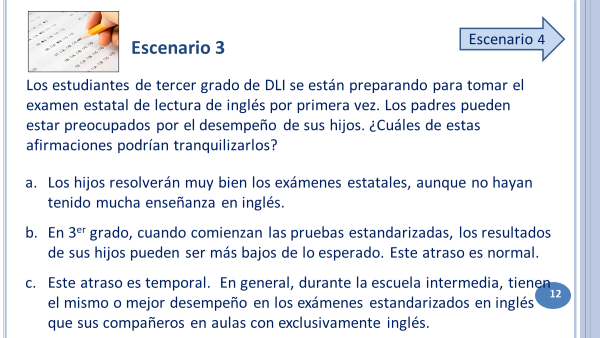 Escenario 3
Escenario 4
Los estudiantes de tercer grado de DLI se están preparando para tomar el
examen estatal de lectura de inglés por primera vez. Los padres pueden
estar preocupados por el desempeño de sus hijos. ¿Cuáles de estas
afirmaciones podrían tranquilizarlos?
a. Los hijos resolverán muy bien los exámenes estatales, aunque no hayan
tenido mucha enseñanza en inglés.
b. En 3er grado, cuando comienzan las pruebas estandarizadas, los resultados
de sus hijos pueden ser más bajos de lo esperado. Este atraso es normal.
c. Este atraso es temporal. En general, durante la escuela intermedia, tienen
el mismo o mejor desempeño en los exámenes estandarizados en inglés
que sus compañeros en aulas con exclusivamente inglés.
12